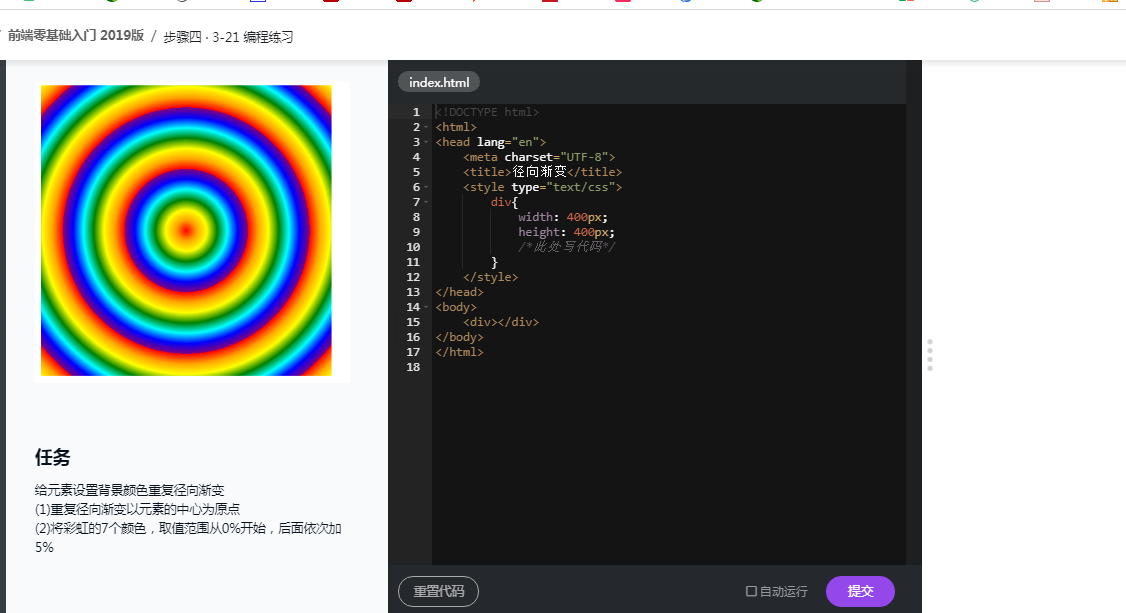 前端零基础入门 2019版 / 步骤四 · 3-21 编程练习
index.html
1 <!DOCTYPE html>
2 <html>
3 <head lang="en">
4 <meta charset="UTF-8">
5 <title>径向渐变</title>
6 <style type="text/css">
7 div{
8 width: 400px;
9 height: 400px;
10 /*此处写代码*/
11 }
12 </style>
13 </head>
14 <body>
15 <div></div>
16 </body>
17 </html>
18
任务
给元素设置背景颜色重复径向渐变
(1)重复径向渐变以元素的中心为原点
(2)将彩虹的7个颜色，取值范围从0%开始，后面依次加
5%
重置代码
自动运行
提交